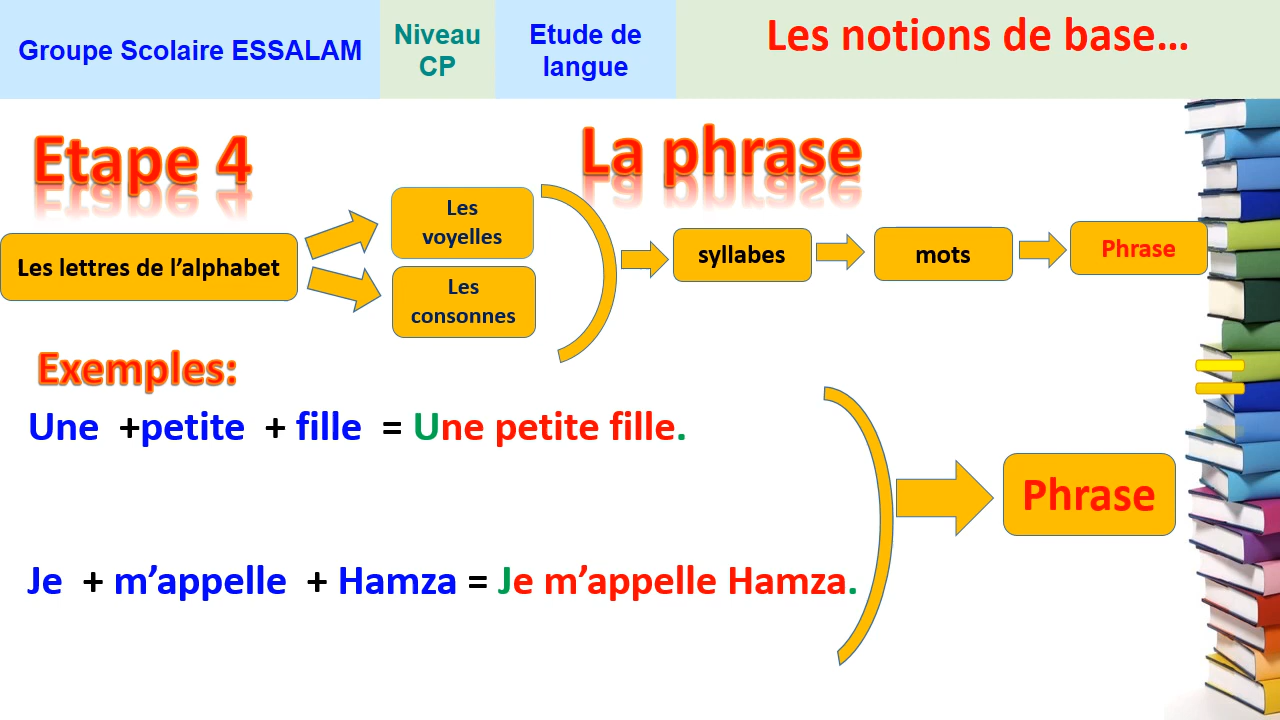 Groupe Scolaire ESSALAM
Niveau
CP
Etude de
langue
Les notions de base...
Etape 4
La phrase
Les lettres de l’alphabet
Les
voyelles
Les
consonnes
syllabes
mots
Phrase
Exemples:
Une +petite + fille = Une petite fille.
Je + m’appelle + Hamza = Je m’appelle Hamza.
Phrase